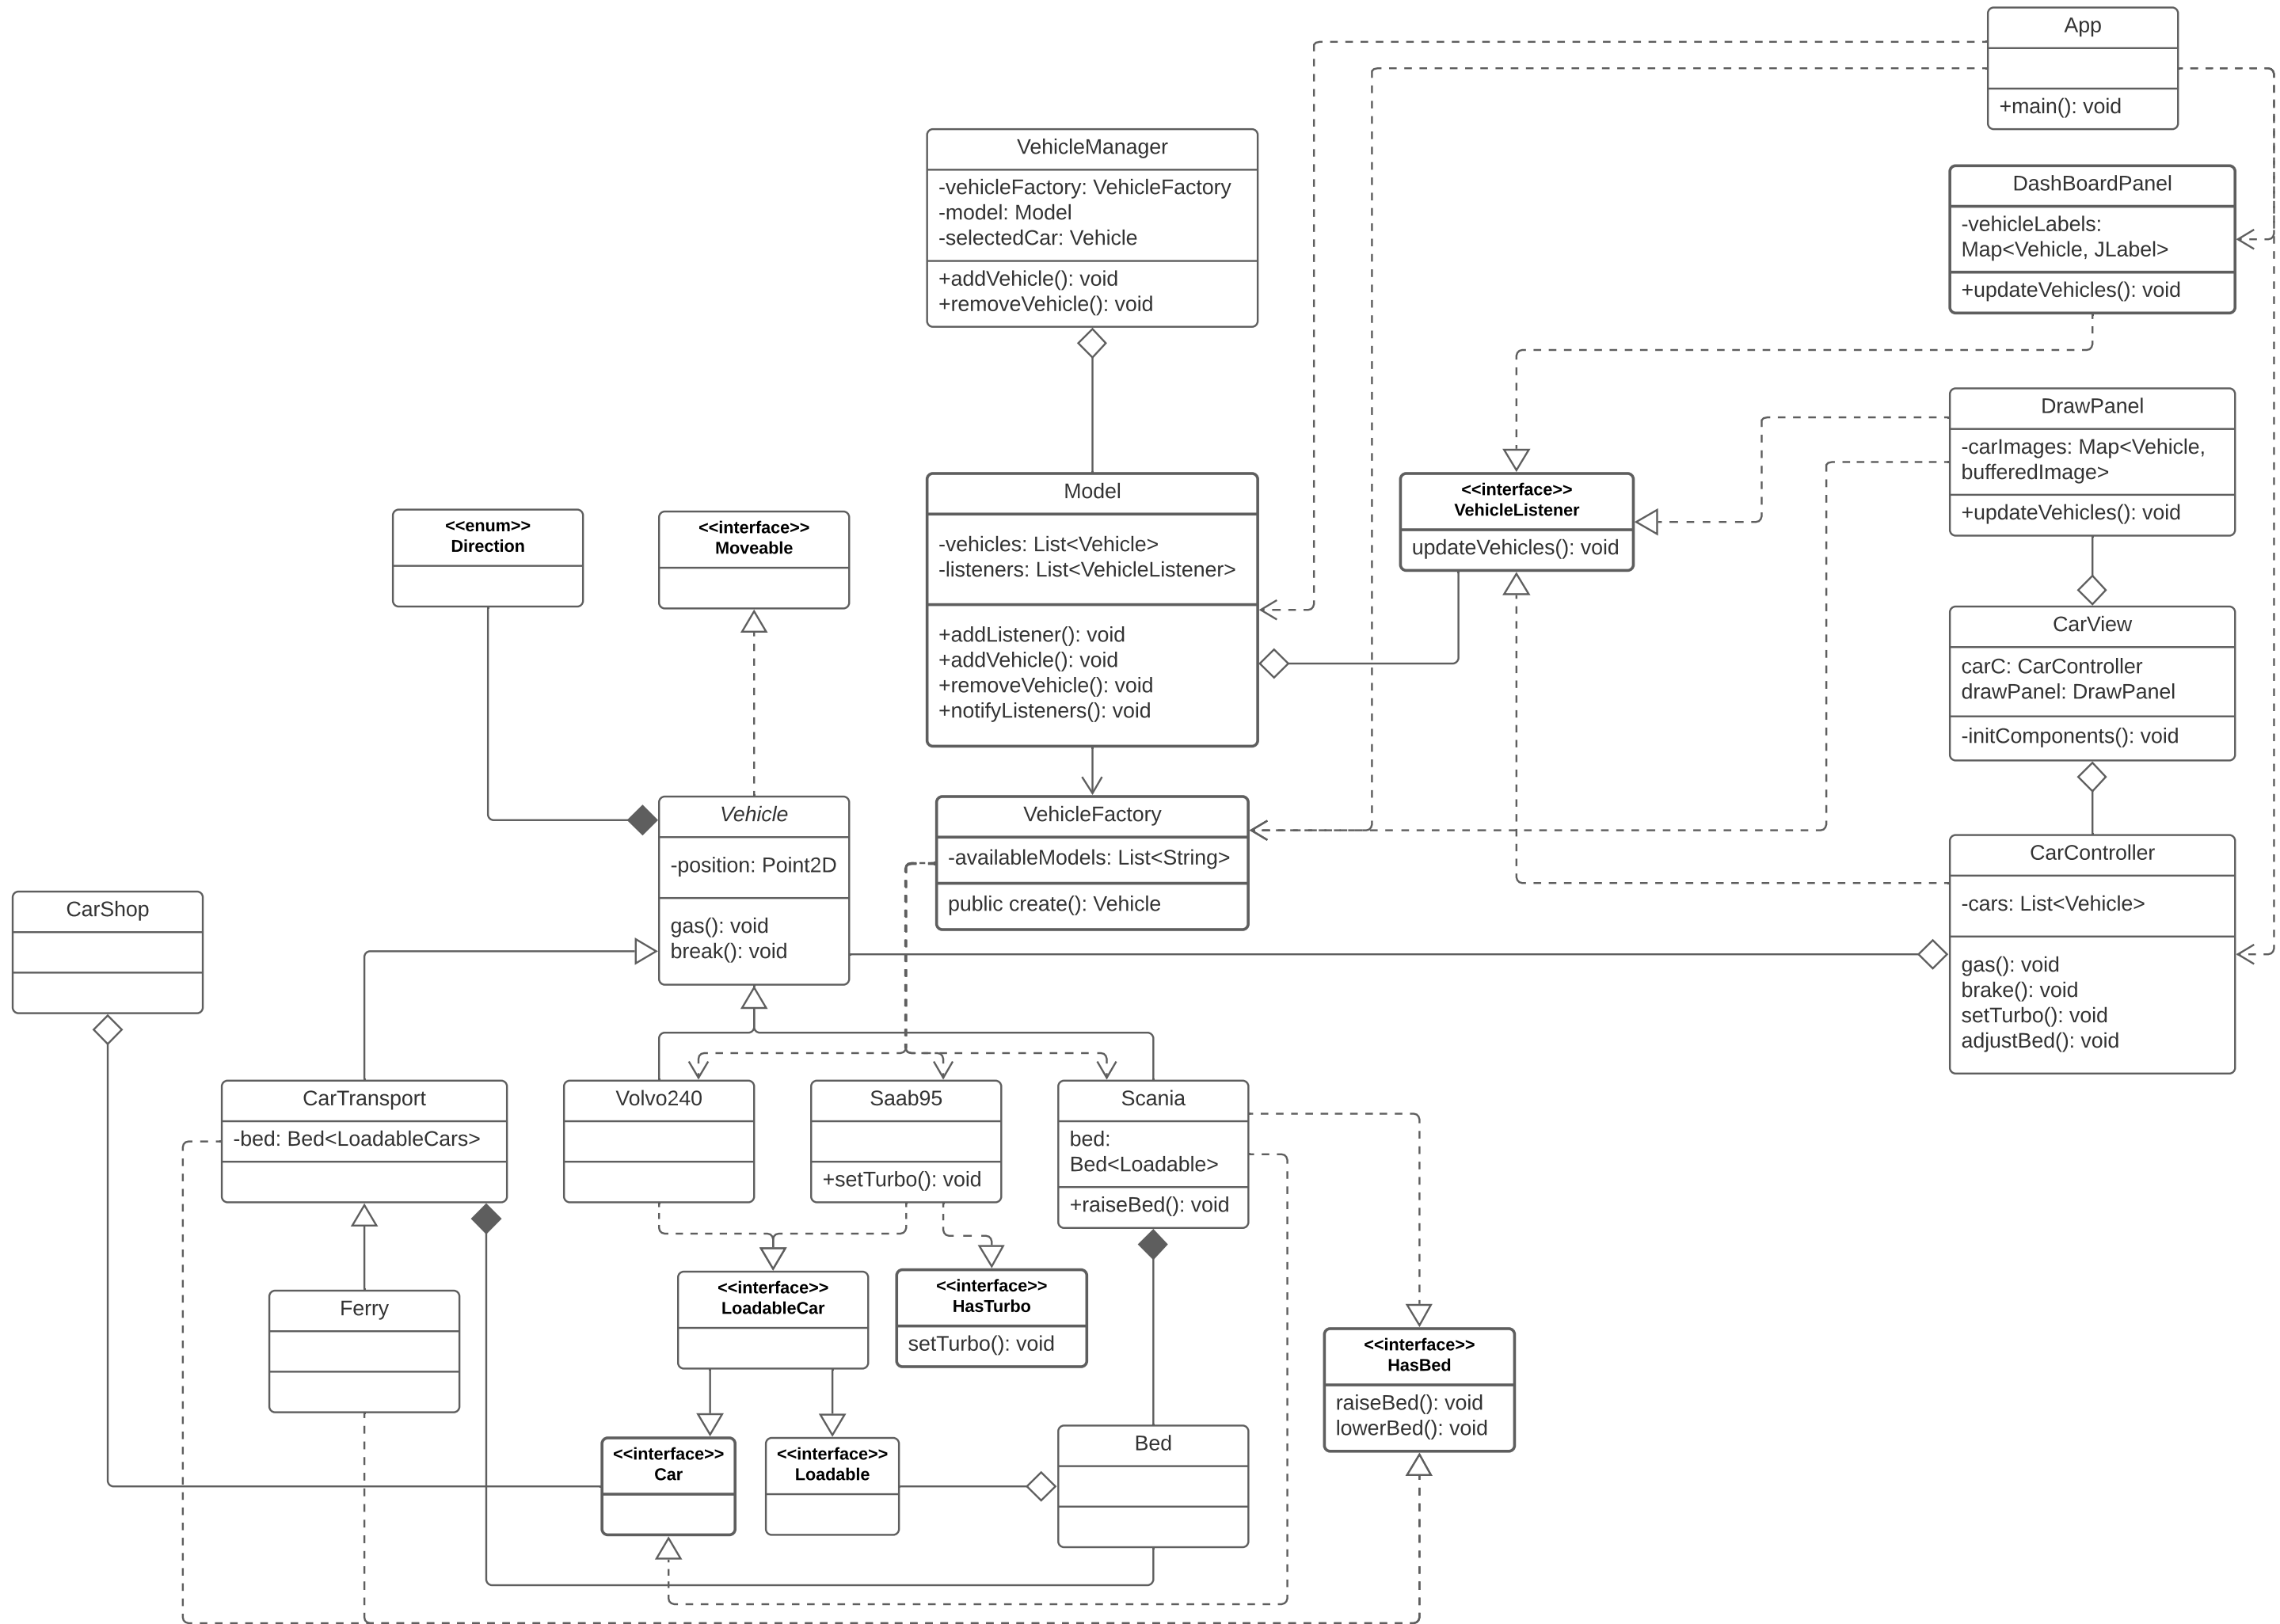 App
+main(): void
VehicleManager
-vehicleFactory: VehicleFactory
-model: Model
-selectedCar: Vehicle
+addVehicle(): void
+removeVehicle(): void
DashBoardPanel
-vehicleLabels:
Map<Vehicle, JLabel>
+updateVehicles(): void
DrawPanel
-carImages: Map<Vehicle,
bufferedImage>
+updateVehicles(): void
<<enum>>
Direction
<<interface>>
Moveable
Model
-vehicles: List<Vehicle>
-listeners: List<VehicleListener>
+addListener(): void
+addVehicle(): void
+removeVehicle(): void
+notifyListeners(): void
<<interface>>
VehicleListener
updateVehicles(): void
CarView
carC: CarController
drawPanel: DrawPanel
-initComponents(): void
Vehicle
-position: Point2D
gas(): void
break(): void
VehicleFactory
-availableModels: List<String>
public create(): Vehicle
CarController
-cars: List<Vehicle>
gas(): void
brake(): void
setTurbo(): void
adjustBed(): void
CarShop
CarTransport
-bed: Bed<LoadableCars>
Volvo240
Saab95
+setTurbo(): void
Scania
bed:
Bed<Loadable>
+raiseBed(): void
Ferry
<<interface>>
LoadableCar
<<interface>>
HasTurbo
setTurbo(): void
<<interface>>
HasBed
raiseBed(): void
lowerBed(): void
<<interface>>
Car
<<interface>>
Loadable
Bed